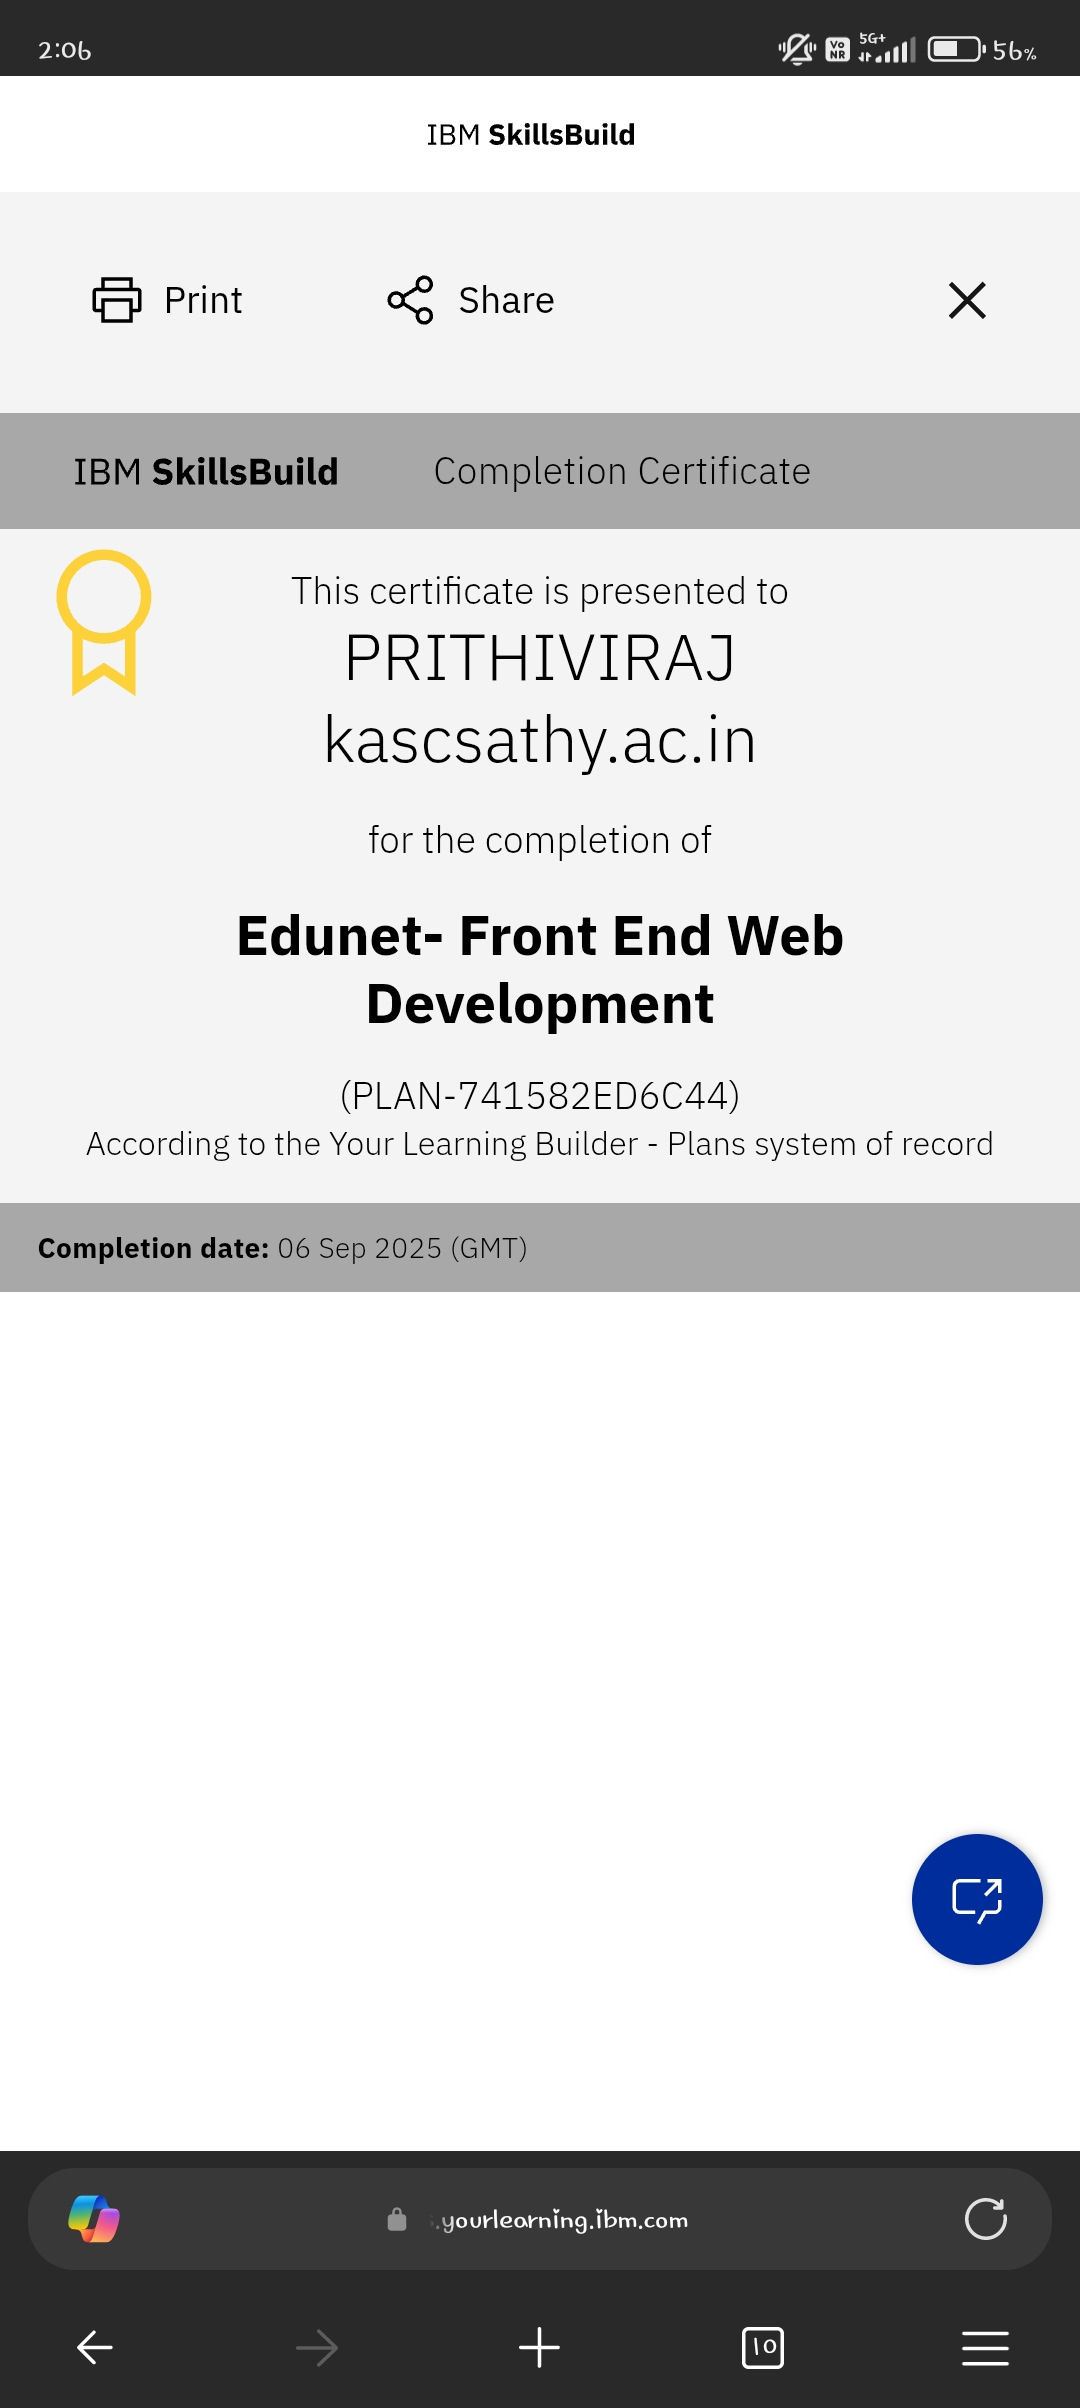 2:06
Vo NR 5G+ 56%
IBM SkillsBuild
Print Share
IBM SkillsBuild Completion Certificate
This certificate is presented to
PRITHIVIRAJ
kascsathy.ac.in
for the completion of
Edunet- Front End Web
Development
(PLAN-741582ED6C44)
According to the Your Learning Builder - Plans system of record
Completion date: 06 Sep 2025 (GMT)
.yourlearning.ibm.com
10